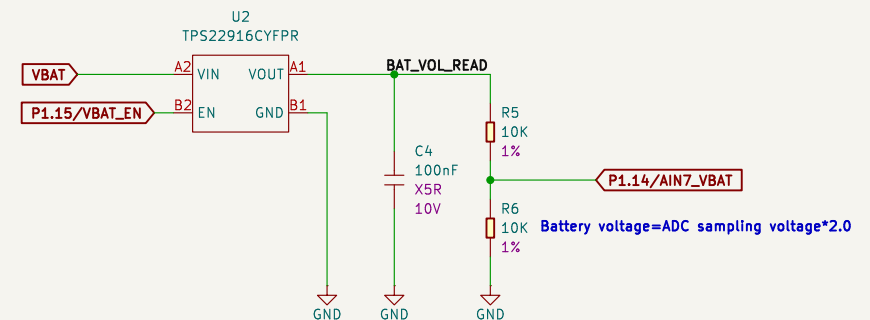 U2
TPS22916CYFPR
VBAT
A2
VIN
VOUT
A1
BAT_VOL_READ
P1.15/VBAT_EN
B2
EN
GND
B1
R5
10K
1%
C4
100nF
X5R
10V
P1.14/AIN7_VBAT
R6
10K
1%
Battery voltage=ADC sampling voltage*2.0
GND
GND
GND